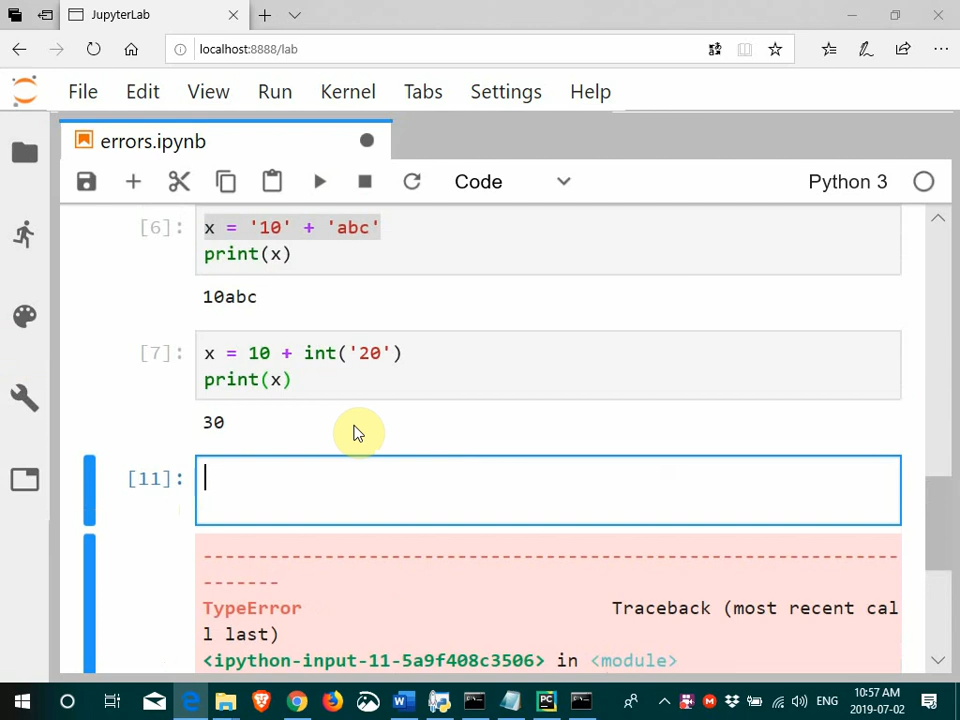 JupyterLab
localhost:8888/lab
File Edit View Run Kernel Tabs Settings Help
errors.ipynb
Code Python 3
[6]: x = '10' + 'abc'
print(x)
10abc
[7]: x = 10 + int('20')
print(x)
30
[11]:
---------------------------------------------------------------------
-------
TypeError Traceback (most recent cal
l last)
<ipython-input-11-5a9f408c3506> in <module>
ENG
10:57 AM
2019-07-02